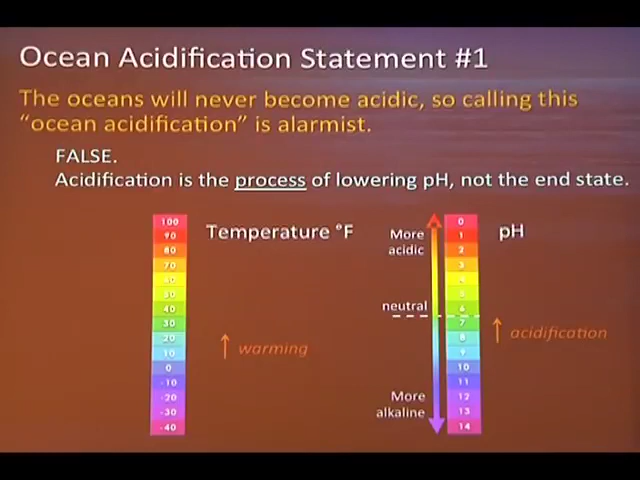 Ocean Acidification Statement #1
The oceans will never become acidic, so calling this
“ocean acidification” is alarmist.
FALSE.
Acidification is the process of lowering pH, not the end state.
Temperature °F
100
90
80
70
30
40
30
20
10
0
-10
-20
-30
-40
warming
More
acidic
neutral
More
alkaline
pH
0
1
2
3
4
5
6
7
8
9
10
11
12
13
14
acidification